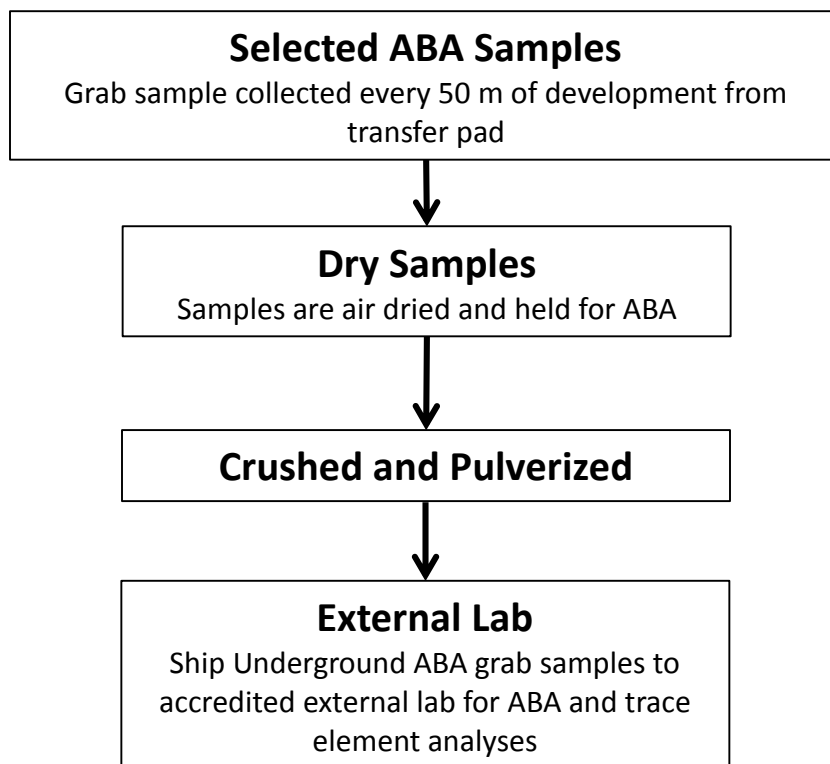 Selected ABA Samples
Grab sample collected every 50 m of development from
transfer pad
Dry Samples
Samples are air dried and held for ABA
Crushed and Pulverized
External Lab
Ship Underground ABA grab samples to
accredited external lab for ABA and trace
element analyses